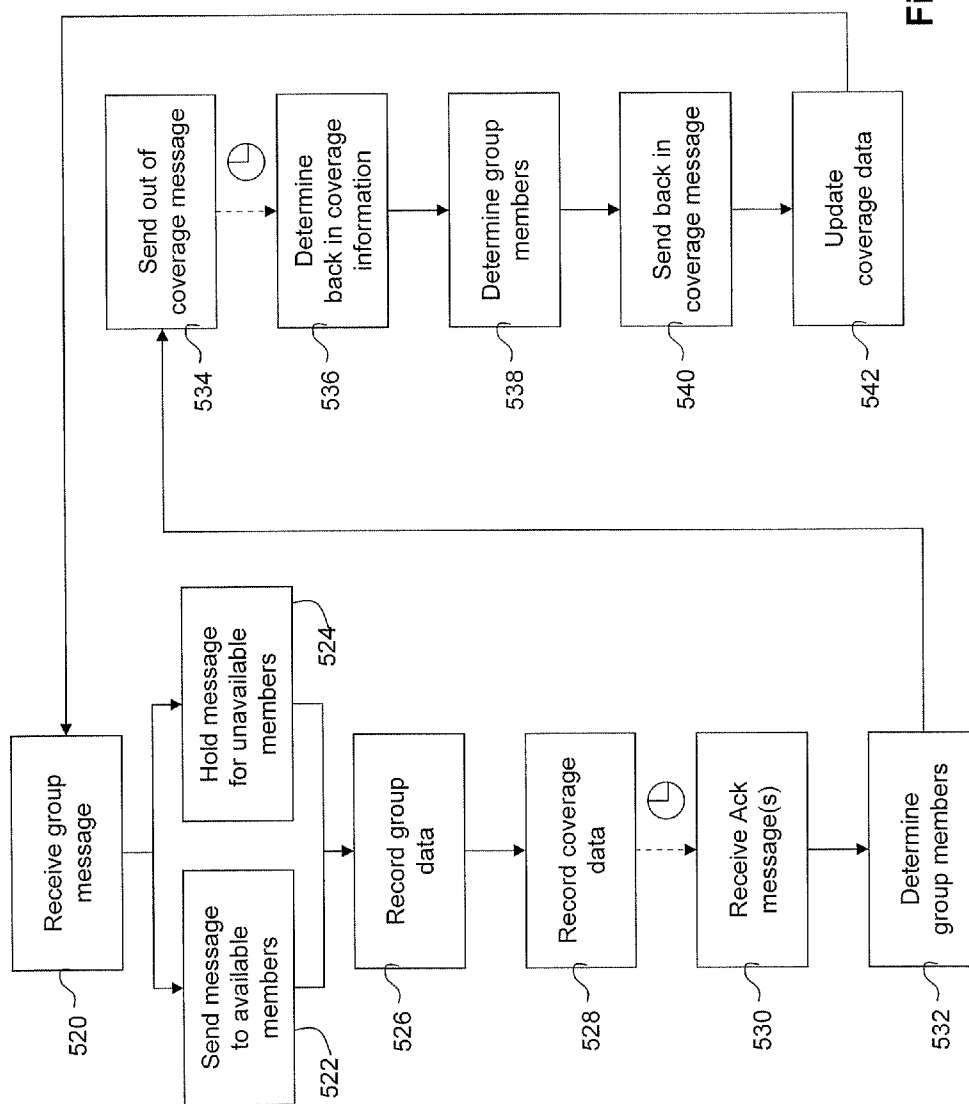 Receive group
message
520
Send message
to available
members
522
Hold message
for unavailable
members
524
Record group
data
526
Record coverage
data
528
Receive Ack
message(s)
530
Determine
group members
532
Send out of
coverage message
534
Determine
back in coverage
information
536
Determine group
members
538
Send back in
coverage message
540
Update
coverage data
542